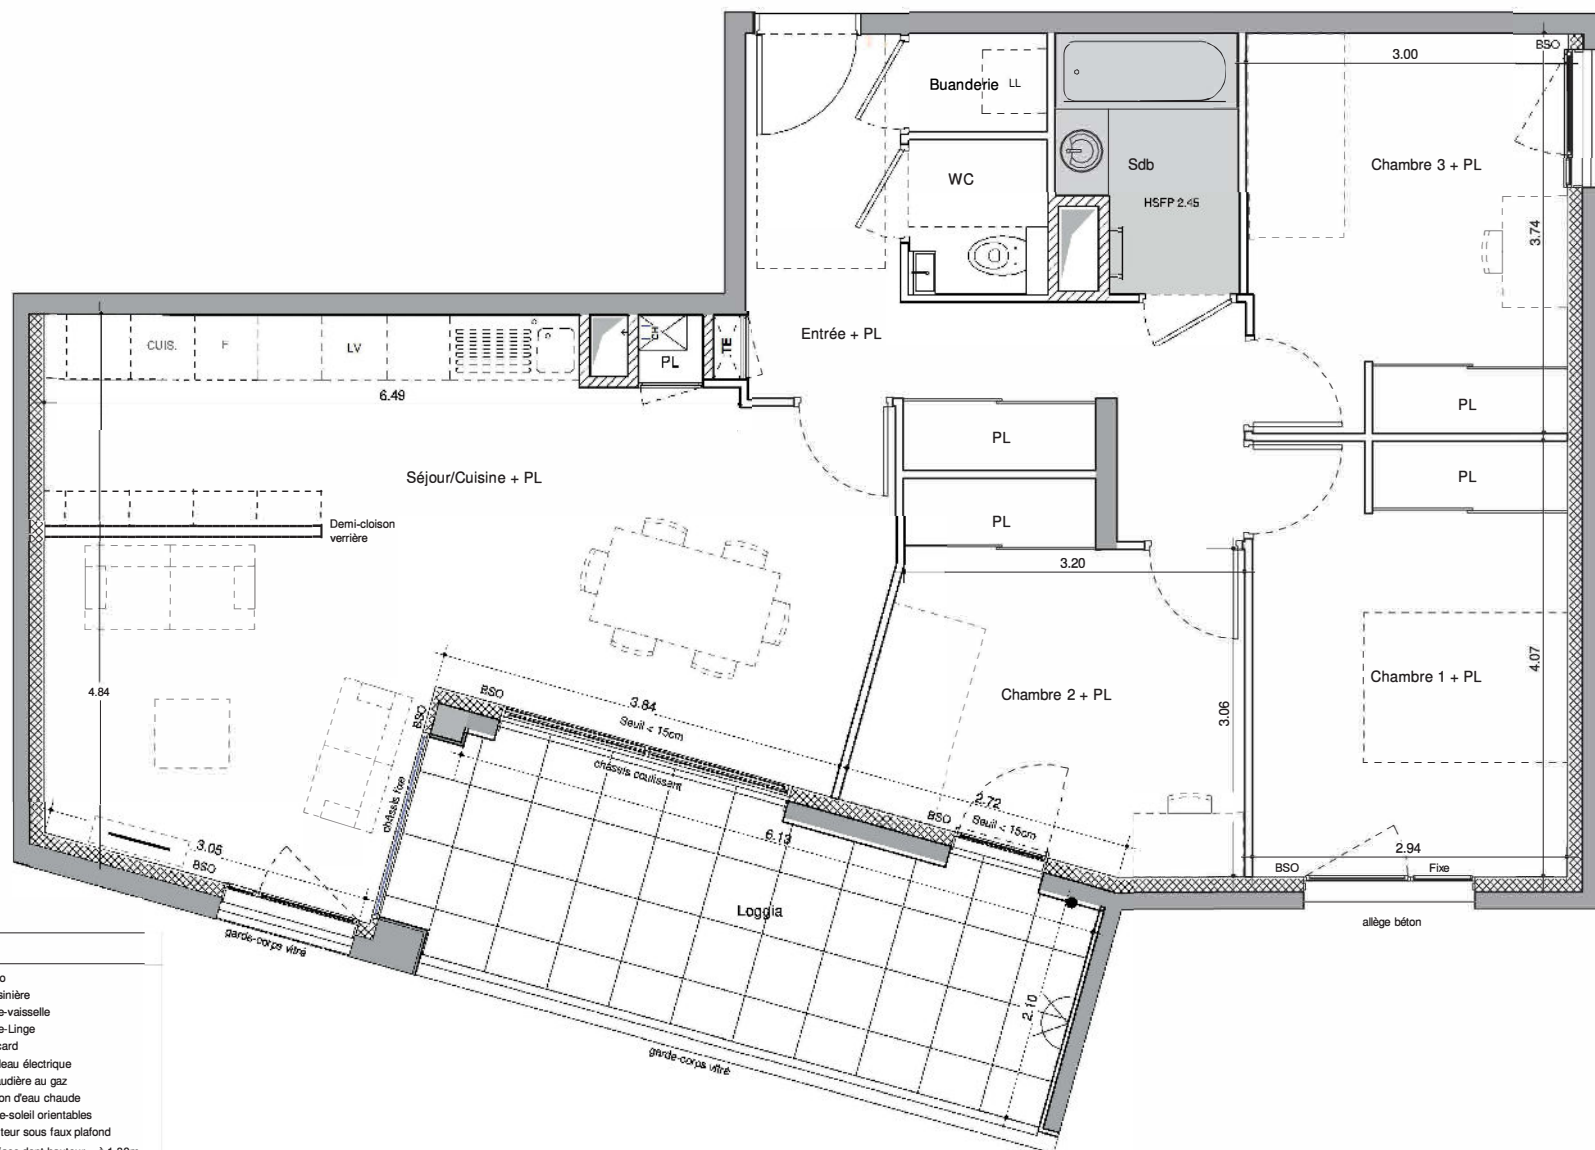 BSO
3.00
Buanderie
LL
Chambre 3 + PL
Sdb
WC
HSFP 2.45
3.74
CUIS.
F
LV
CH
PL
TE
Entrée + PL
6.49
PL
PL
Séjour/Cuisine + PL
PL
PL
Demi-cloison
verrière
3.20
4.07
Chambre 1 + PL
4.84
BSO
Chambre 2 + PL
3.84
BSO
3.06
Seuil < 15cm
châssis coulissant
châssis fixe
2.72
BSO
Seuil < 15cm
6.13
3.05
BSO
2.94
BSO
Fixe
Loggia
allège béton
garde-corps vitré
2.10
garde-corps vitré
sinière
e-vaisselle
e-Linge
card
leau électrique
audière au gaz
on d'eau chaude
e-soleil orientables
teur sous faux plafond